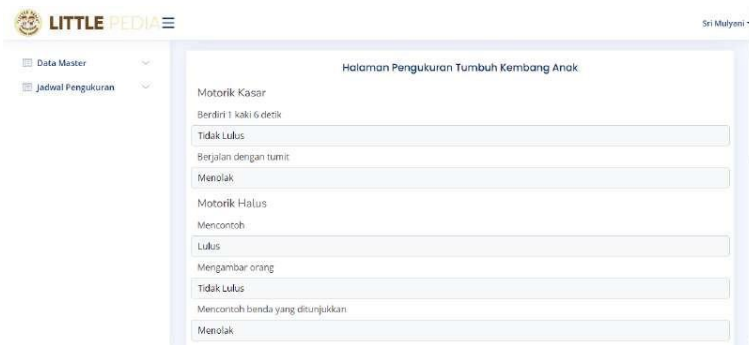 LITTLE PEDIA
Sri Mulyani
Data Master
Jadwal Pengukuran
Halaman Pengukuran Tumbuh Kembang Anak
Motorik Kasar
Berdiri 1 kaki 6 detik
Tidak Lulus
Berjalan dengan tumit
Menolak
Motorik Halus
Mencontoh
Lulus
Mengambar orang
Tidak Lulus
Mencontoh benda yang ditunjukkan
Menolak